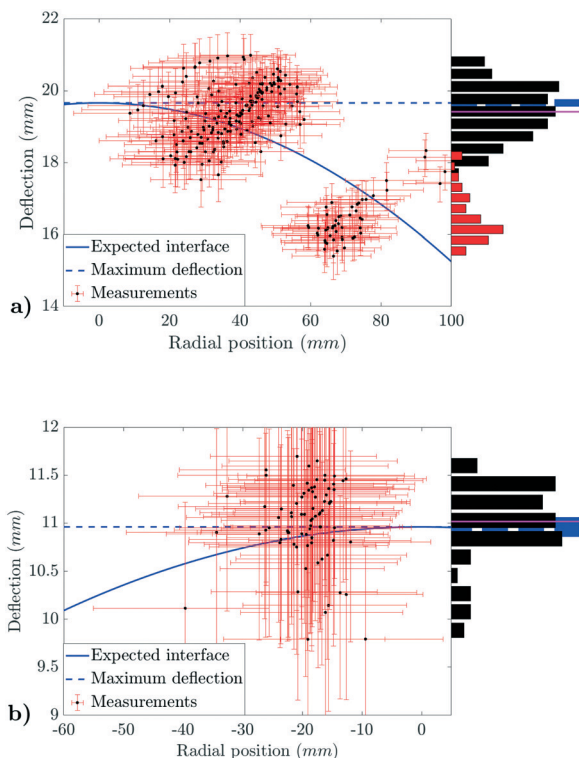 22
20
18
16
14
Deflection (mm)
Expected interface
Maximum deflection
Measurements
a)
0
20
40
60
80
100
Radial position (mm)
12
11.5
11
10.5
10
9.5
9
Deflection (mm)
Expected interface
Maximum deflection
Measurements
b)
-60
-50
-40
-30
-20
-10
0
Radial position (mm)